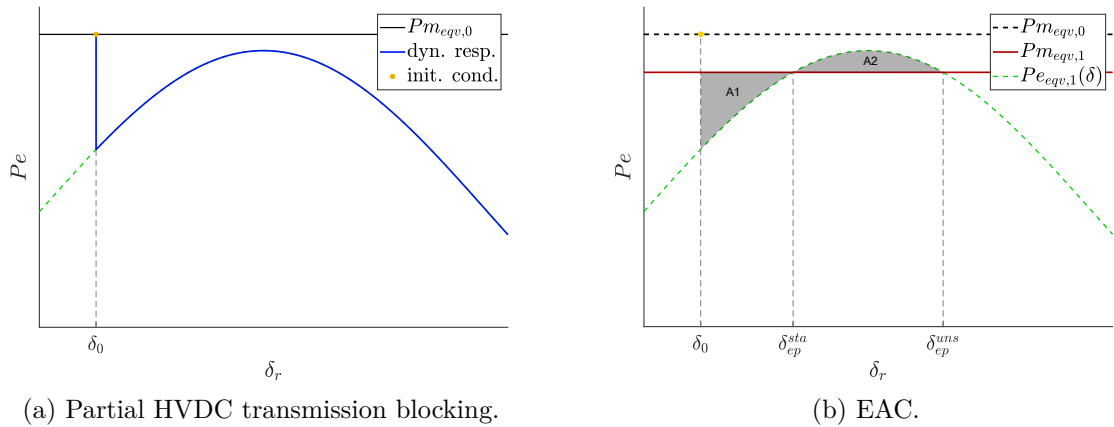 Pm_{eqv,0}
dyn. resp.
init. cond.
Pe
δ_0
δ_r
(a) Partial HVDC transmission blocking.
Pm_{eqv,0}
Pm_{eqv,1}
Pe_{eqv,1}(δ)
A1
A2
Pe
δ_0
δ_{ep}^{sta}
δ_{ep}^{uns}
δ_r
(b) EAC.